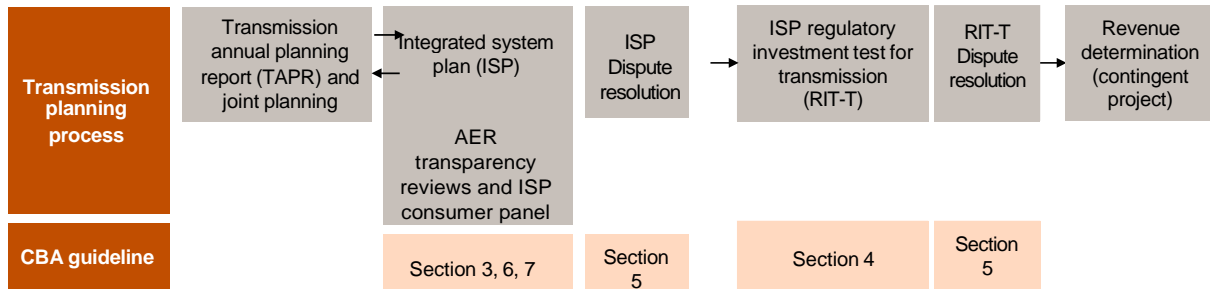 Transmission
planning
process
Transmission
annual planning
report (TAPR) and
joint planning
Integrated system
plan (ISP)
AER
transparency
reviews and ISP
consumer panel
ISP
Dispute
resolution
ISP regulatory
investment test for
transmission
(RIT-T)
RIT-T
Dispute
resolution
Revenue
determination
(contingent
project)
CBA guideline
Section 3, 6, 7
Section
5
Section 4
Section
5